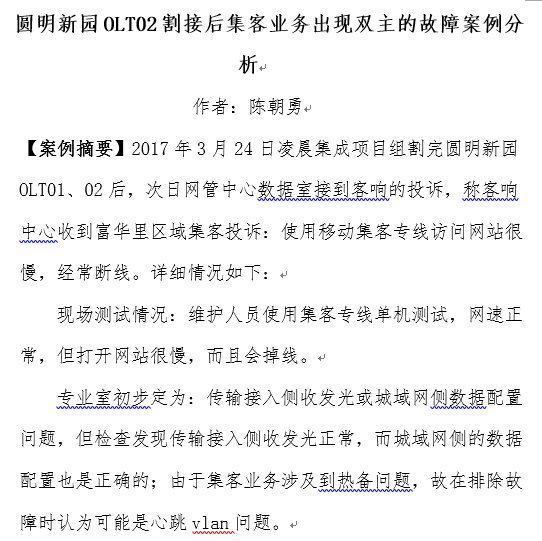 圆明新园OLT02割接后集客业务出现双主的故障案例分
析
作者：陈朝勇
【案例摘要】2017年3月24日凌晨集成项目组割完圆明新园
OLT01、02后，次日网管中心数据室接到客响的投诉，称客响
中心收到富华里区域集客投诉：使用移动集客专线访问网站很
慢，经常断线。详细情况如下：
现场测试情况：维护人员使用集客专线单机测试，网速正
常，但打开网站很慢，而且会掉线。
专业室初步定为：传输接入侧收发光或城域网侧数据配置
问题，但检查发现传输接入侧收发光正常，而城域网侧的数据
配置也是正确的；由于集客业务涉及到热备问题，故在排除故
障时认为可能是心跳vlan问题。